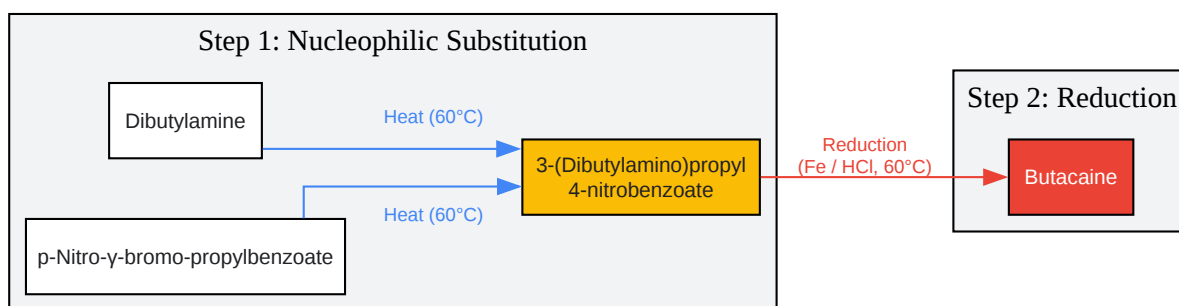 Step 1: Nucleophilic Substitution
Dibutylamine
Heat (60°C)
p-Nitro-γ-bromo-propylbenzoate
Heat (60°C)
3-(Dibutylamino)propyl
4-nitrobenzoate
Reduction
(Fe / HCl, 60°C)
Step 2: Reduction
Butacaine